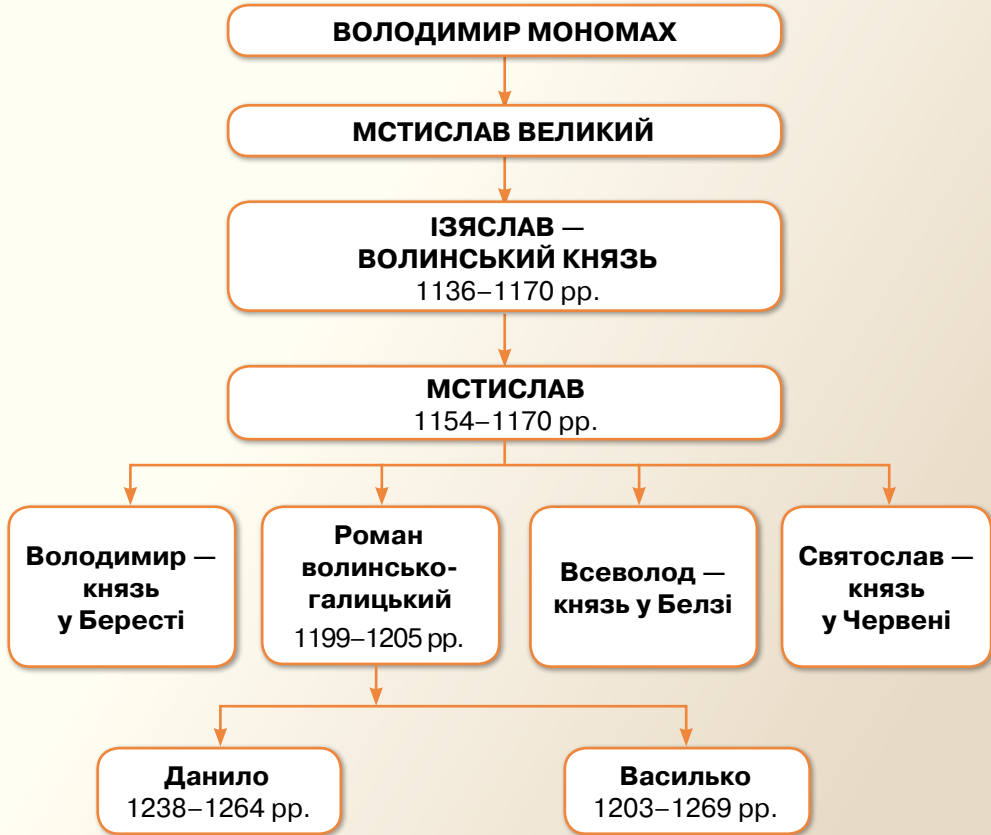 ВОЛОДИМИР МОНОМАХ
МСТИСЛАВ ВЕЛИКИЙ
ІЗЯСЛАВ —
ВОЛИНСЬКИЙ КНЯЗЬ
1136–1170 рр.
МСТИСЛАВ
1154–1170 рр.
Володимир —
князь
у Бересті
Роман
волинсько-
галицький
1199–1205 рр.
Всеволод —
князь у Белзі
Святослав —
князь
у Червені
Данило
1238–1264 рр.
Василько
1203–1269 рр.